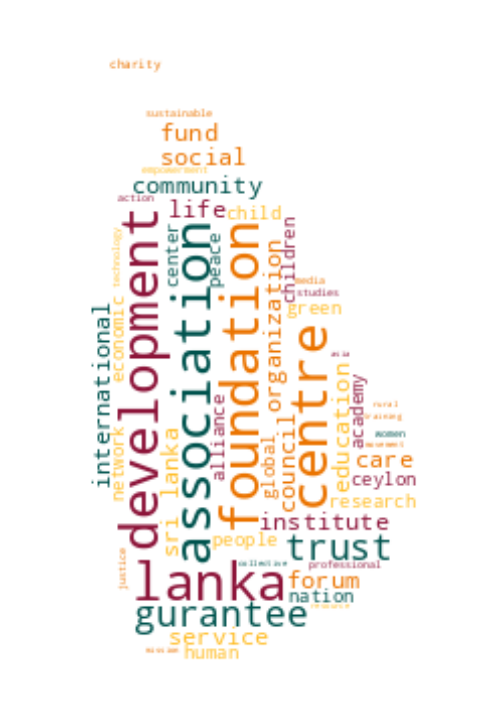 charity
sustainable
fund
social
empowerment
community
action
life
child
children
technology
center
peace
development
association
foundation
organization
media
studies
green
international
economic
centre
asia
education
academy
rural
training
women
movement
care
ceylon
research
network
sri lanka
alliance
global
council
institute
people
trust
justice
collective
professional
lanka
forum
nation
resource
gurantee
service
mission
human